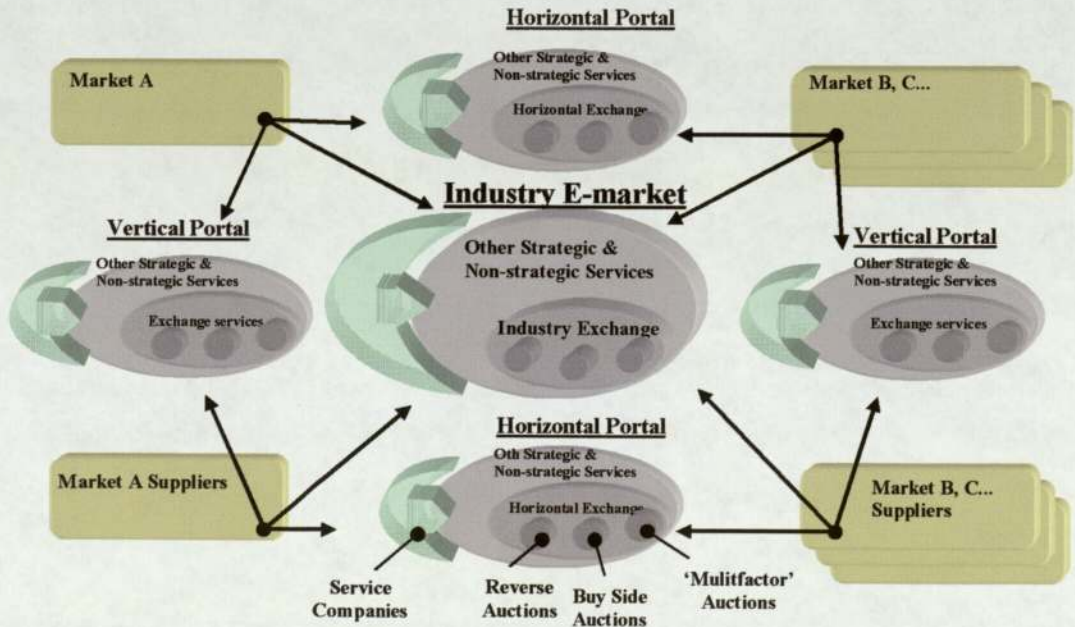 Horizontal Portal
Other Strategic &
Non-strategic Services
Horizontal Exchange
Market A
Market B, C...
Industry E-market
Other Strategic &
Non-strategic Services
Industry Exchange
Vertical Portal
Other Strategic &
Non-strategic Services
Exchange services
Vertical Portal
Other Strategic &
Non-strategic Services
Exchange services
Horizontal Portal
Oth Strategic &
Non-strategic Services
Horizontal Exchange
Market A Suppliers
Market B, C...
Suppliers
Service
Companies
Reverse
Auctions
Buy Side
Auctions
‘Mulitfactor’
Auctions